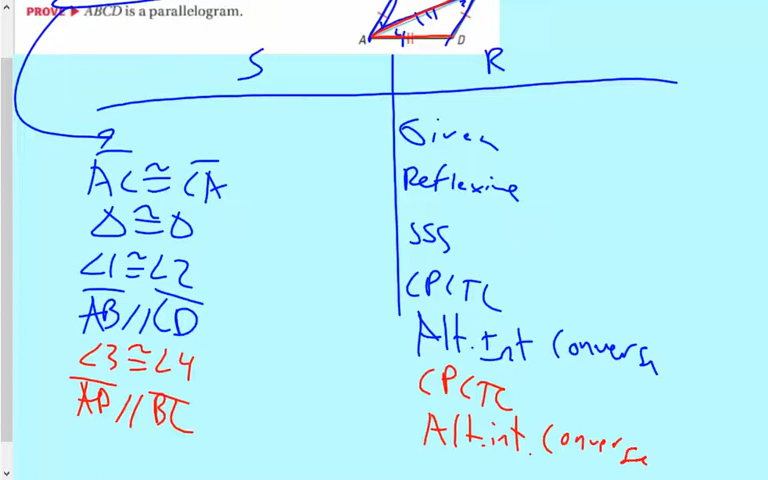 PROVE ▶ ABCD is a parallelogram.
A 4 D
S R
Given
AC ≅ CA Reflexive
Δ ≅ Δ SSS
∠1 ≅ ∠2 CPCTC
AB // CD Alt. Int Converse
∠3 ≅ ∠4 CPCTC
AD // BC Alt. int. Converse